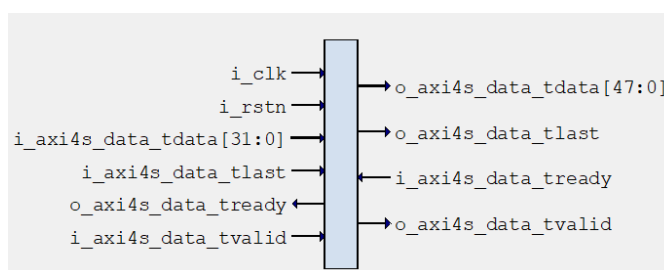 i_clk
i_rstn
i_axi4s_data_tdata[31:0]
i_axi4s_data_tlast
o_axi4s_data_tready
i_axi4s_data_tvalid
o_axi4s_data_tdata[47:0]
o_axi4s_data_tlast
i_axi4s_data_tready
o_axi4s_data_tvalid